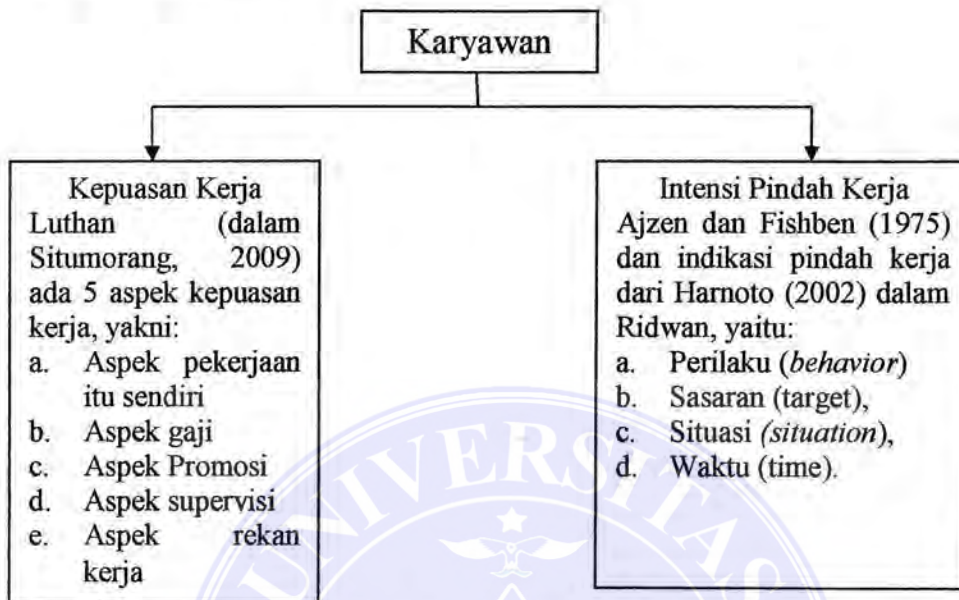 Karyawan
Kepuasan Kerja
Luthan (dalam
Situmorang, 2009)
ada 5 aspek kepuasan
kerja, yakni:
a. Aspek pekerjaan
itu sendiri
b. Aspek gaji
c. Aspek Promosi
d. Aspek supervisi
e. Aspek rekan
kerja
Intensi Pindah Kerja
Ajzen dan Fishben (1975)
dan indikasi pindah kerja
dari Harnoto (2002) dalam
Ridwan, yaitu:
a. Perilaku (behavior)
b. Sasaran (target),
c. Situasi (situation),
d. Waktu (time).
UNIVERSITAS